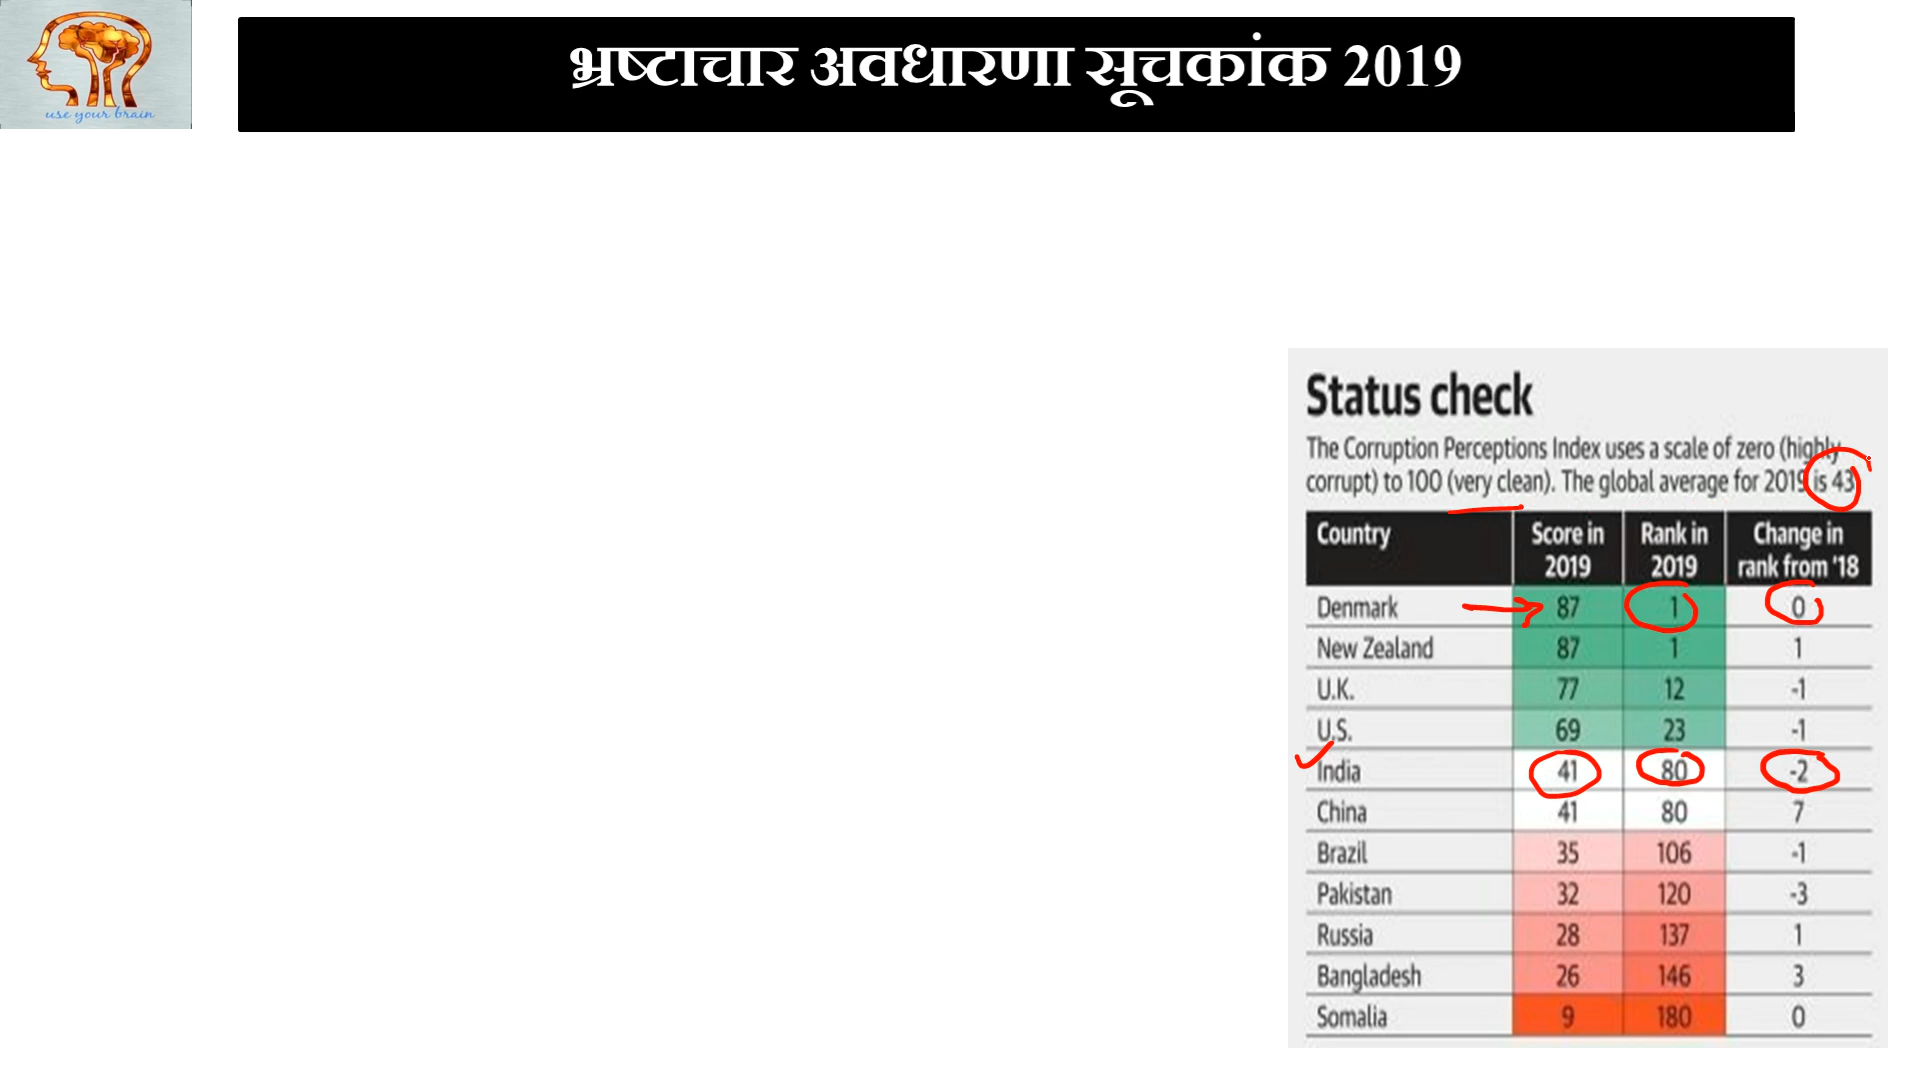 use your brain
भ्रष्टाचार अवधारणा सूचकांक 2019
Status check
The Corruption Perceptions Index uses a scale of zero (highly
corrupt) to 100 (very clean). The global average for 2019 is 43
Country Score in 2019 Rank in 2019 Change in rank from '18
Denmark 87 1 0
New Zealand 87 1 1
U.K. 77 12 -1
U.S. 69 23 -1
India 41 80 -2
China 41 80 7
Brazil 35 106 -1
Pakistan 32 120 -3
Russia 28 137 1
Bangladesh 26 146 3
Somalia 9 180 0